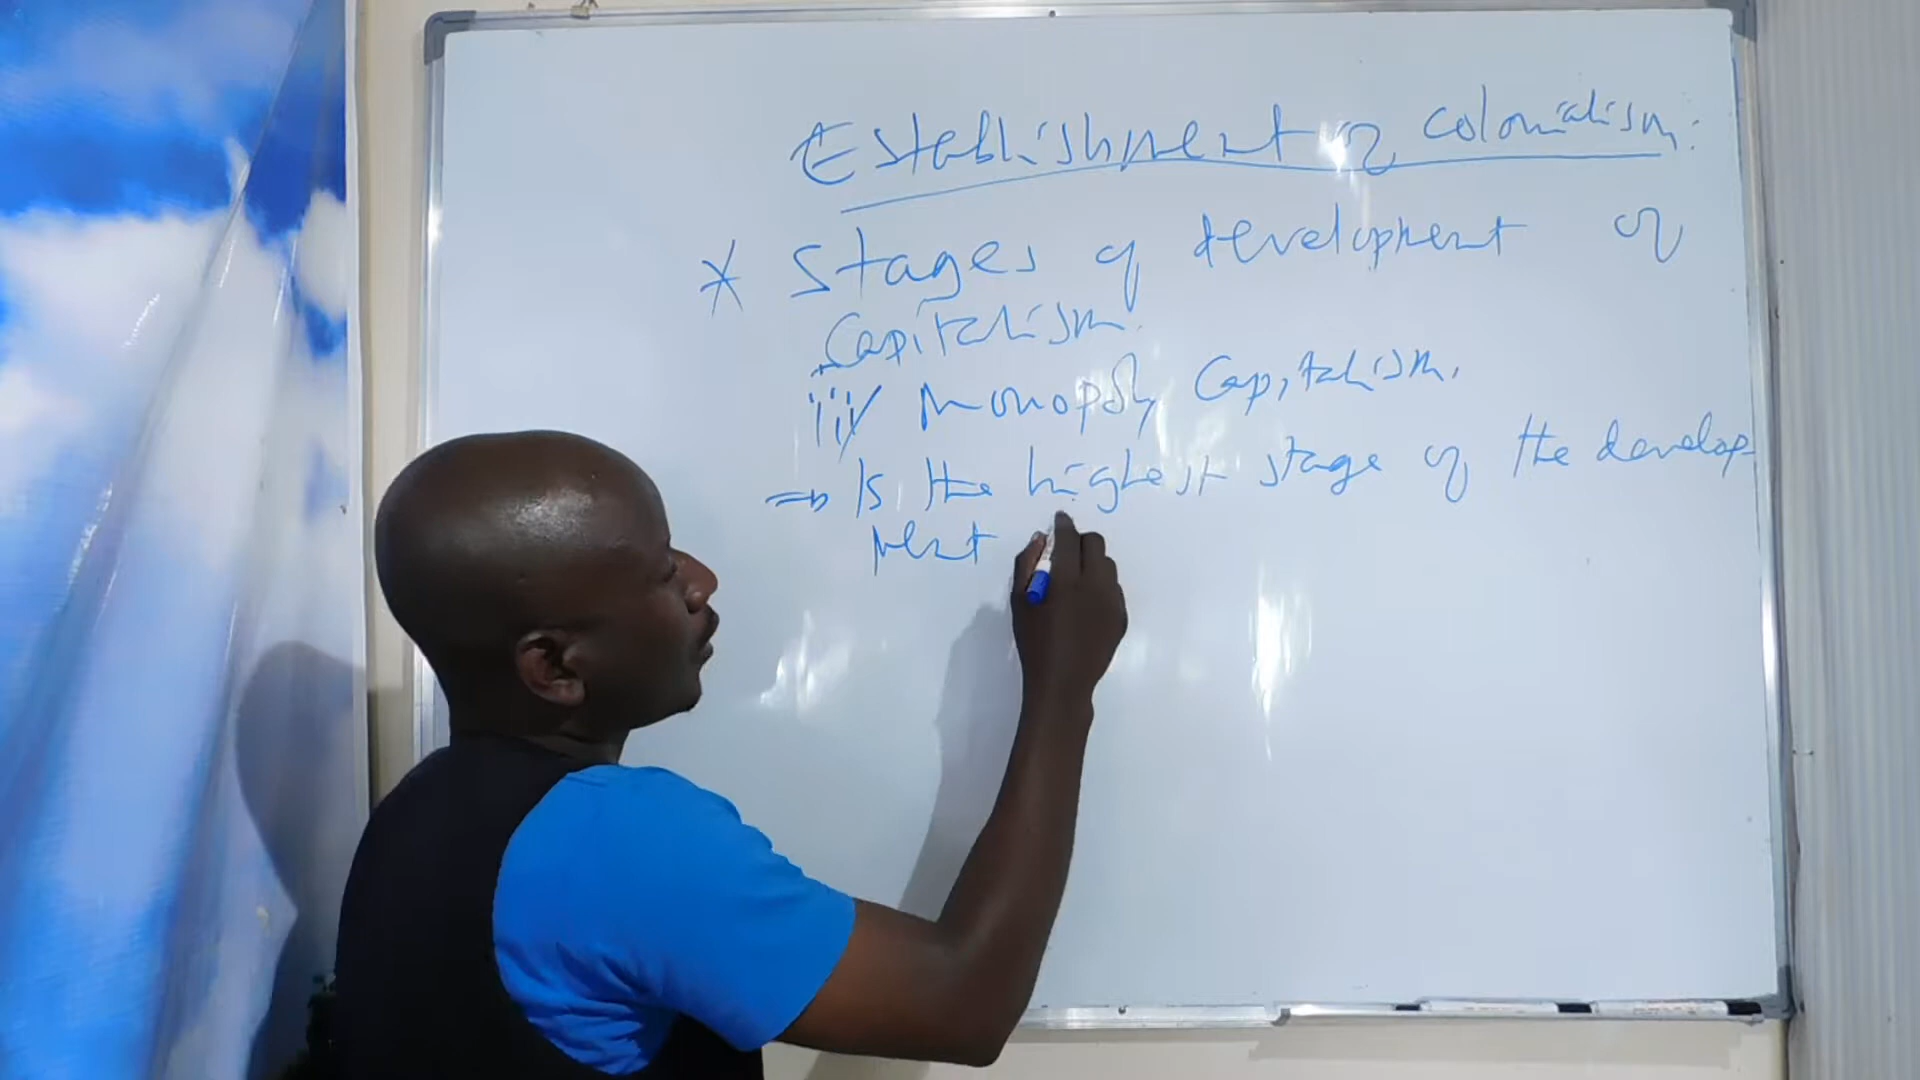 Establishment of colonialism:
* Stages of development of
Capitalism.
iii/ Monopoly Capitalism.
⇒ Is the highest stage of the develop
ment